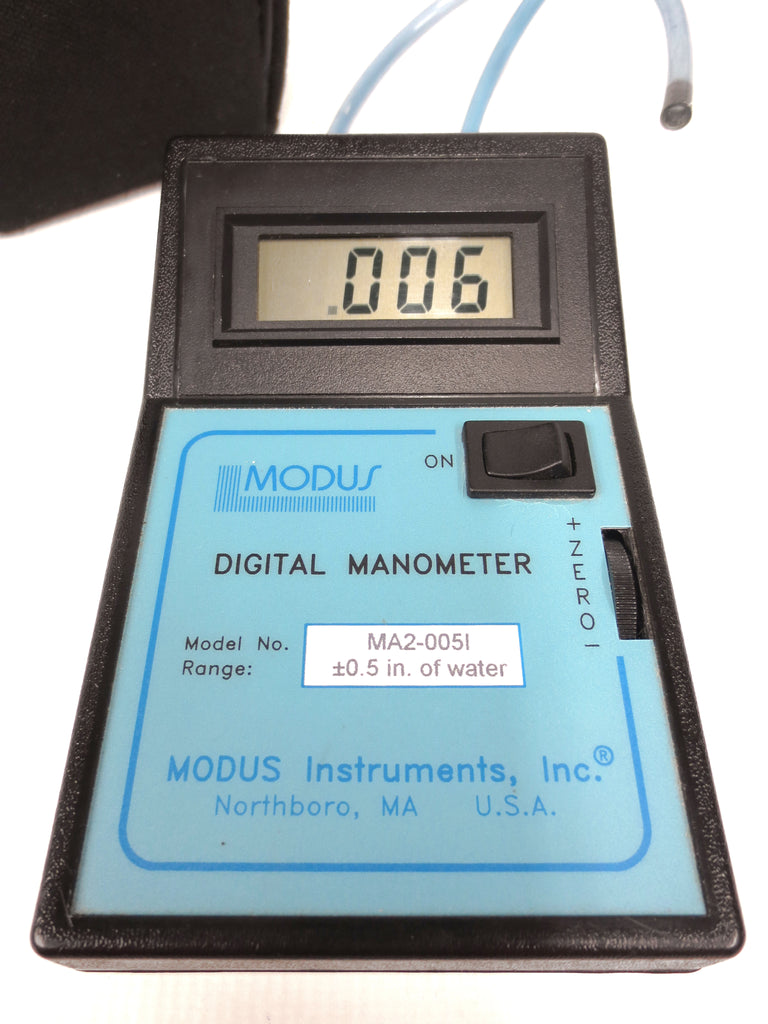 .006
ON
MODUS
+ZERO-
DIGITAL MANOMETER
Model No. MA2-005I
Range: ±0.5 in. of water
MODUS Instruments, Inc.®
Northboro, MA U.S.A.